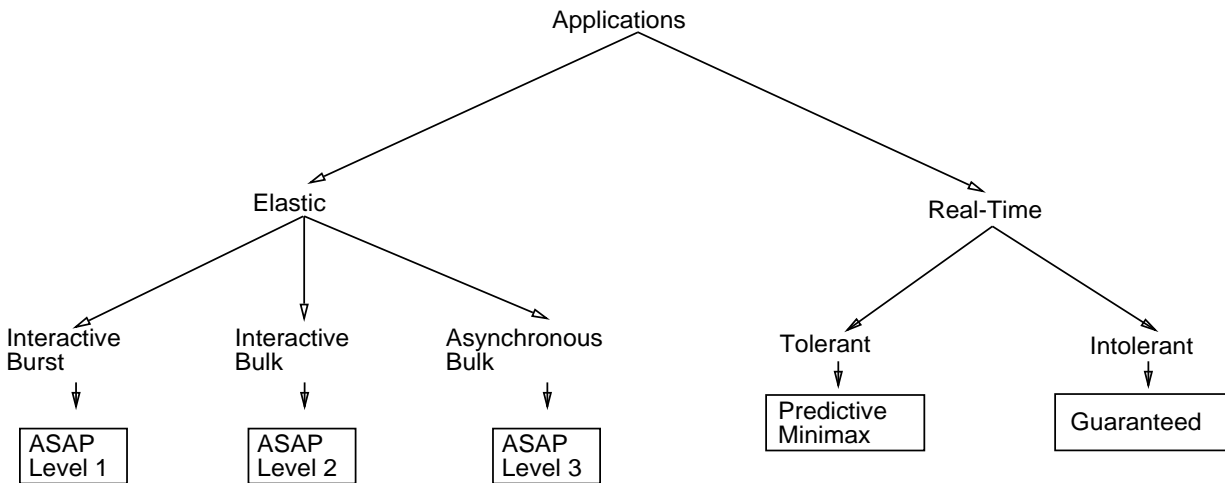 Applications
Elastic
Real-Time
Interactive
Burst
Interactive
Bulk
Asynchronous
Bulk
Tolerant
Intolerant
ASAP
Level 1
ASAP
Level 2
ASAP
Level 3
Predictive
Minimax
Guaranteed